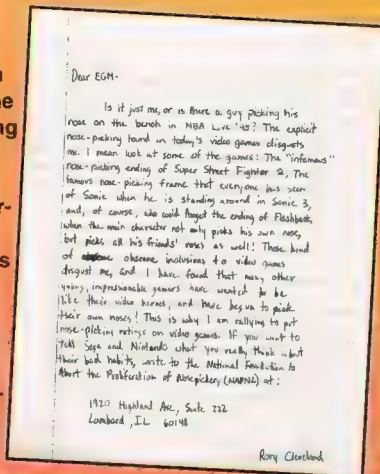 Dear EGM-
Is it just me, or is there a guy picking his
nose on the bench in NBA Live '95? The explicit
nose-picking found in today's video games disgusts
me. I mean look at some of the games: The "infamous"
nose-picking ending of Super Street Fighter 2, The
famous nose-picking frame that everyone has seen
of Sonic when he is standing around in Sonic 3,
and, of course, who could forget the ending of Flashback,
when the main character not only picks his own nose,
but picks all his friends' noses as well! These kind
of obscene inclusions to video games
disgust me, and I have found that many other
young, impressionable gamers have wanted to be
like their video heroes, and have begun to pick
their own noses! This is why I am rallying to put
nose-picking ratings on video games. If you want to
tell Sega and Nintendo what you really think about
their bad habits, write to the National Foundation to
Abort the Proliferation of Nosepickery at:
1920 Highland Ave, Suite 222
Lombard, IL 60148
Rory Cleveland